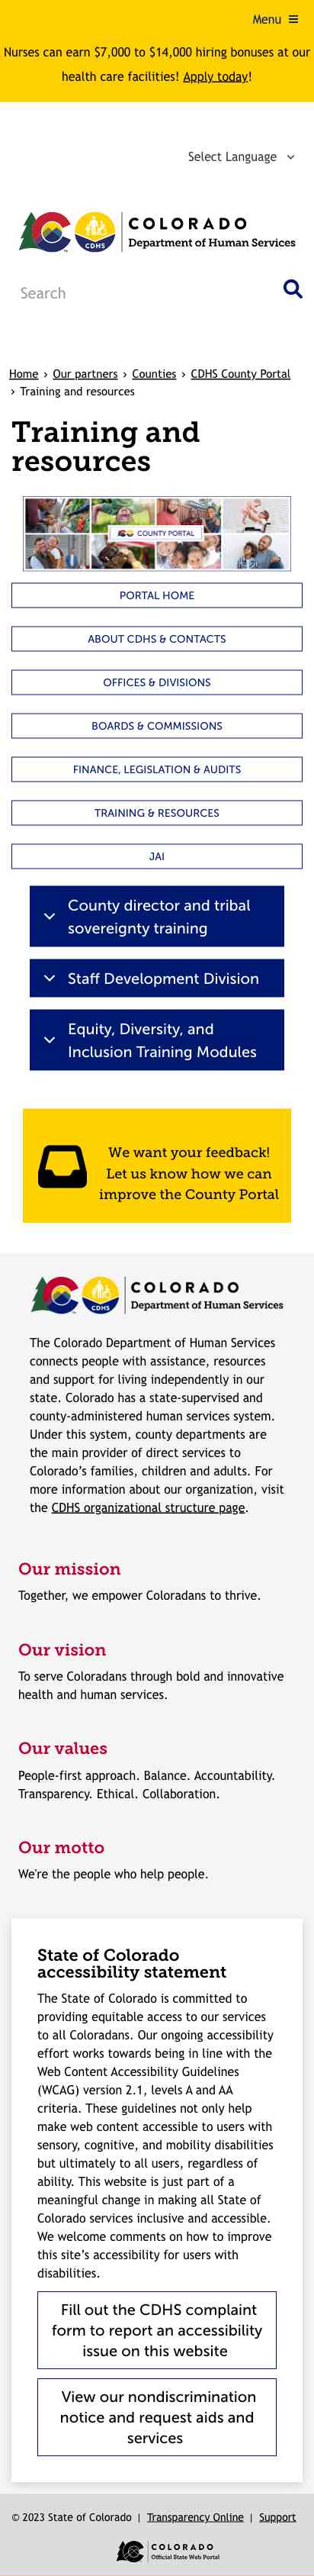 Menu
Nurses can earn $7,000 to $14,000 hiring bonuses at our
health care facilities! Apply today!
Select Language
CDHS
COLORADO
Department of Human Services
Search
Home › Our partners › Counties › CDHS County Portal
› Training and resources
Training and
resources
COUNTY PORTAL
PORTAL HOME
ABOUT CDHS & CONTACTS
OFFICES & DIVISIONS
BOARDS & COMMISSIONS
FINANCE, LEGISLATION & AUDITS
TRAINING & RESOURCES
JAI
County director and tribal
sovereignty training
Staff Development Division
Equity, Diversity, and
Inclusion Training Modules
We want your feedback!
Let us know how we can
improve the County Portal
CDHS
COLORADO
Department of Human Services
The Colorado Department of Human Services
connects people with assistance, resources
and support for living independently in our
state. Colorado has a state-supervised and
county-administered human services system.
Under this system, county departments are
the main provider of direct services to
Colorado’s families, children and adults. For
more information about our organization, visit
the CDHS organizational structure page.
Our mission
Together, we empower Coloradans to thrive.
Our vision
To serve Coloradans through bold and innovative
health and human services.
Our values
People-first approach. Balance. Accountability.
Transparency. Ethical. Collaboration.
Our motto
We're the people who help people.
State of Colorado
accessibility statement
The State of Colorado is committed to
providing equitable access to our services
to all Coloradans. Our ongoing accessibility
effort works towards being in line with the
Web Content Accessibility Guidelines
(WCAG) version 2.1, levels A and AA
criteria. These guidelines not only help
make web content accessible to users with
sensory, cognitive, and mobility disabilities
but ultimately to all users, regardless of
ability. This website is just part of a
meaningful change in making all State of
Colorado services inclusive and accessible.
We welcome comments on how to improve
this site’s accessibility for users with
disabilities.
Fill out the CDHS complaint
form to report an accessibility
issue on this website
View our nondiscrimination
notice and request aids and
services
© 2023 State of Colorado | Transparency Online | Support
COLORADO
Official State Web Portal